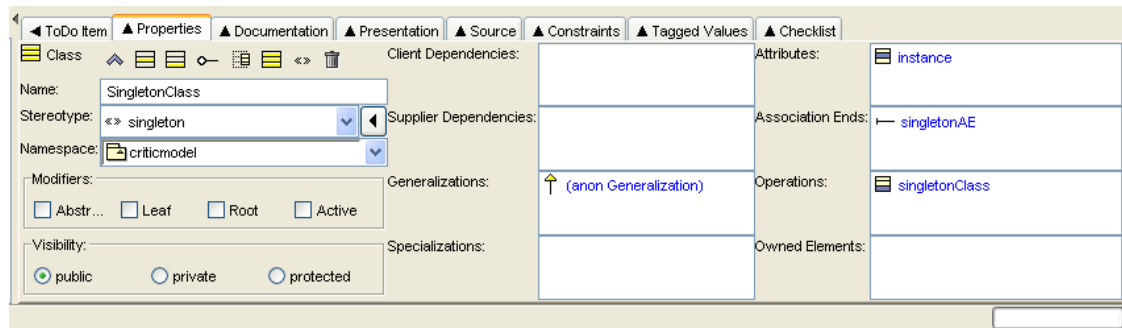 ToDo Item Properties Documentation Presentation Source Constraints Tagged Values Checklist
Class
Name: SingletonClass
Stereotype: «» singleton
Namespace: criticmodel
Modifiers:
Abstr... Leaf Root Active
Visibility:
public private protected
Client Dependencies:
Supplier Dependencies:
Generalizations: (anon Generalization)
Specializations:
Attributes: instance
Association Ends: singletonAE
Operations: singletonClass
Owned Elements: